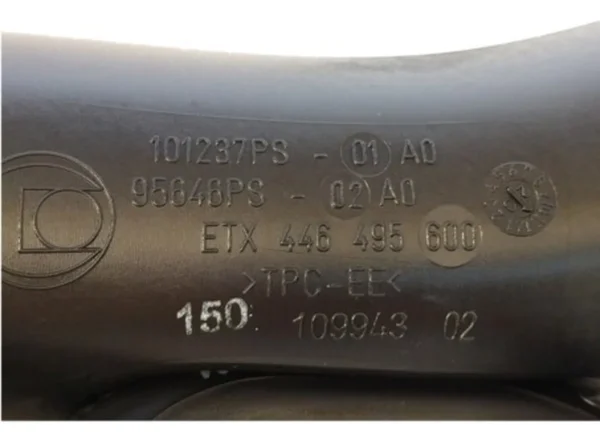 101237PS - 01 A0
95646PS - 02 A0
ETX 446 495 600
>TPC-EE<
150 109943 02